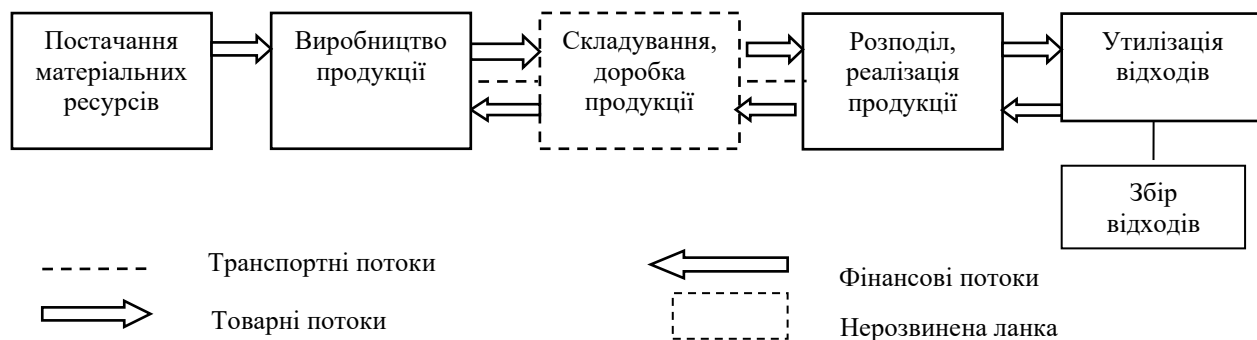 Постачання
матеріальних
ресурсів
Виробництво
продукції
Складування,
доробка
продукції
Розподіл,
реалізація
продукції
Утилізація
відходів
Збір
відходів
Транспортні потоки
Товарні потоки
Фінансові потоки
Нерозвинена ланка